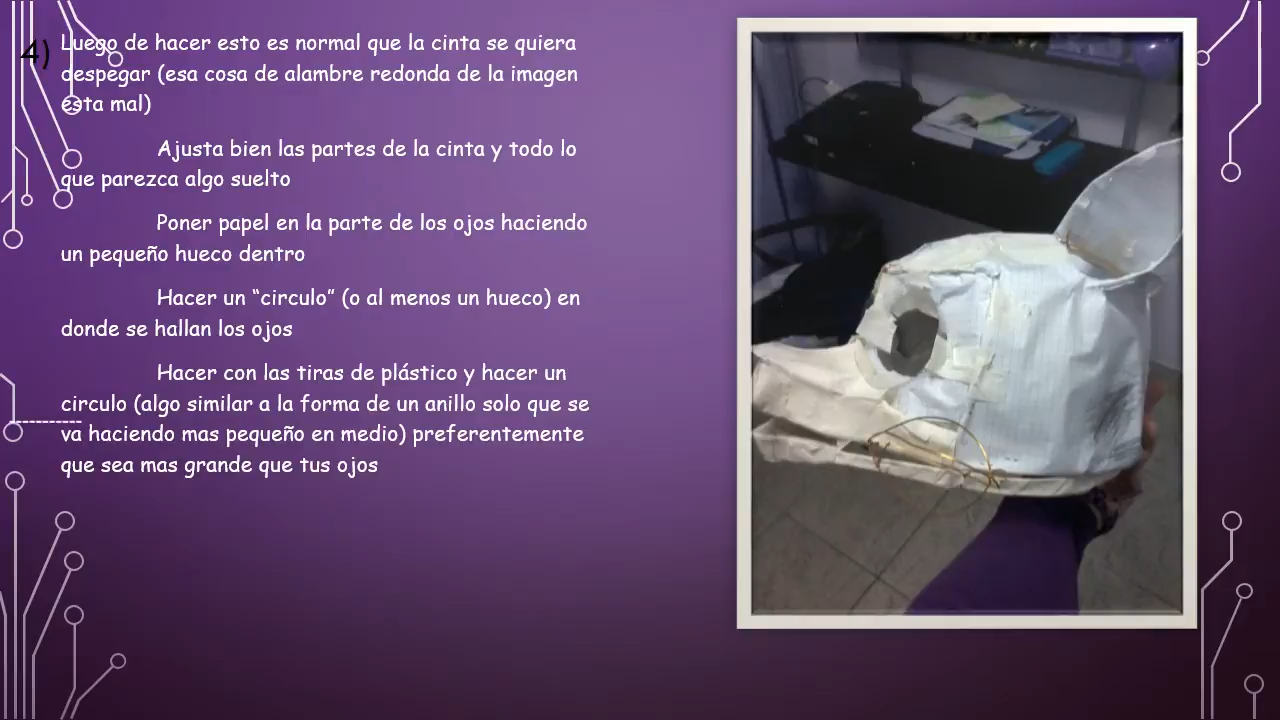 4) Luego de hacer esto es normal que la cinta se quiera
despegar (esa cosa de alambre redonda de la imagen
esta mal)
Ajusta bien las partes de la cinta y todo lo
que parezca algo suelto
Poner papel en la parte de los ojos haciendo
un pequeño hueco dentro
Hacer un “circulo” (o al menos un hueco) en
donde se hallan los ojos
Hacer con las tiras de plástico y hacer un
circulo (algo similar a la forma de un anillo solo que se
va haciendo mas pequeño en medio) preferentemente
que sea mas grande que tus ojos